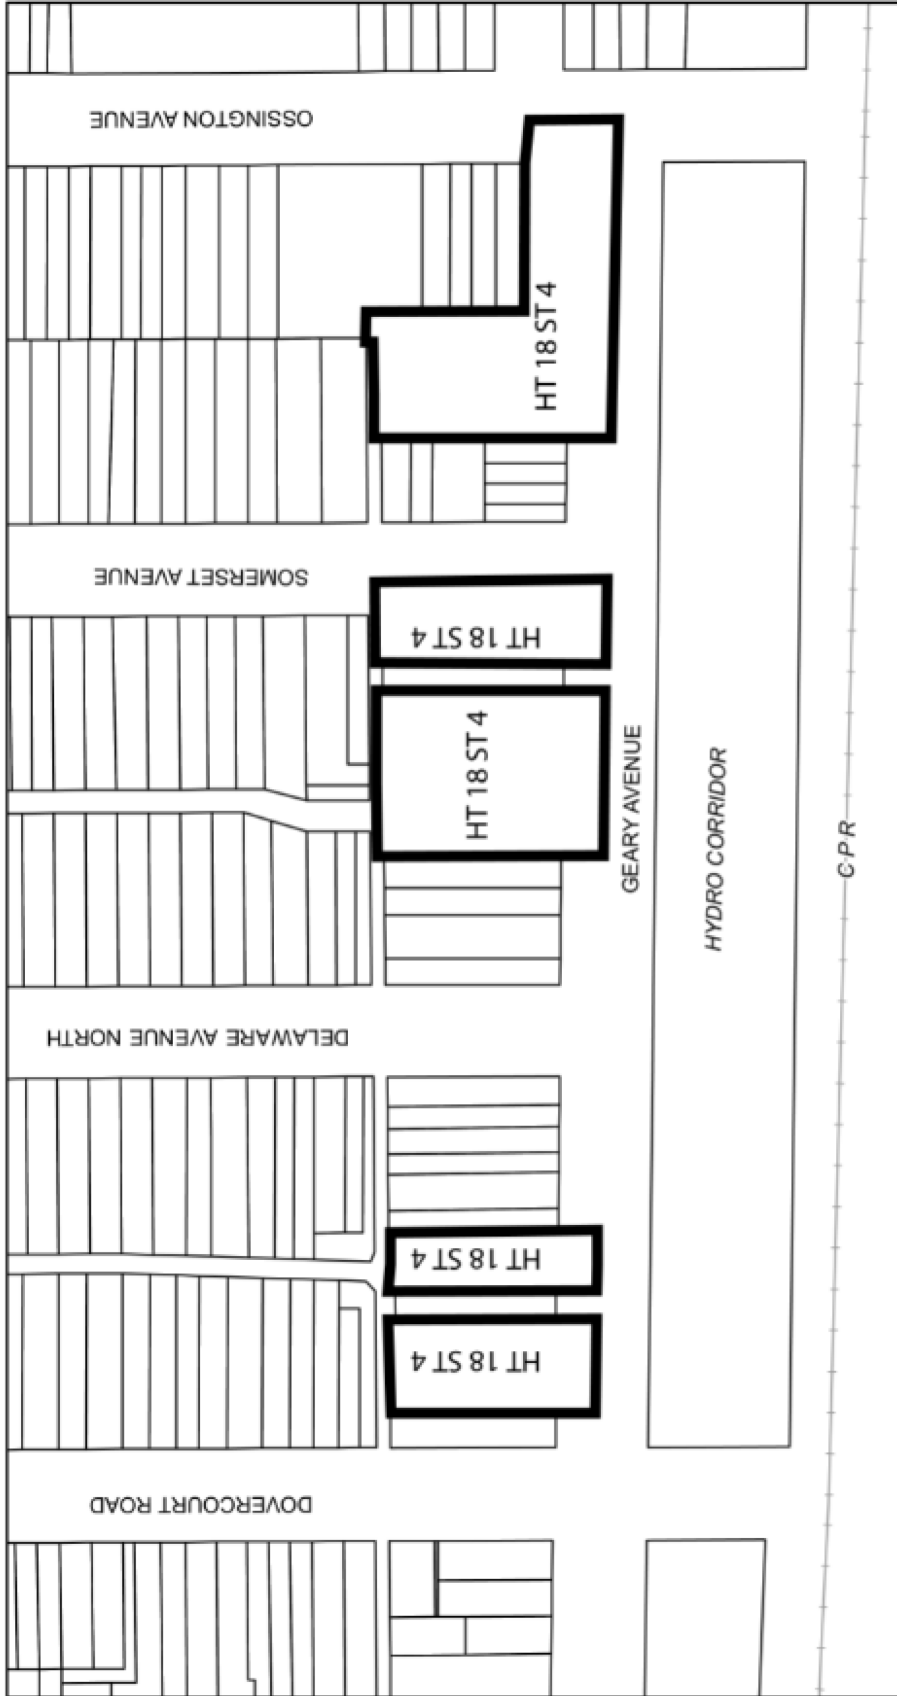 OSSINGTON AVENUE
HT 18 ST 4
SOMERSET AVENUE
HT 18 ST 4
HT 18 ST 4
GEARY AVENUE
HYDRO CORRIDOR
C P R
DELAWARE AVENUE NORTH
HT 18 ST 4
HT 18 ST 4
DOVERCOURT ROAD